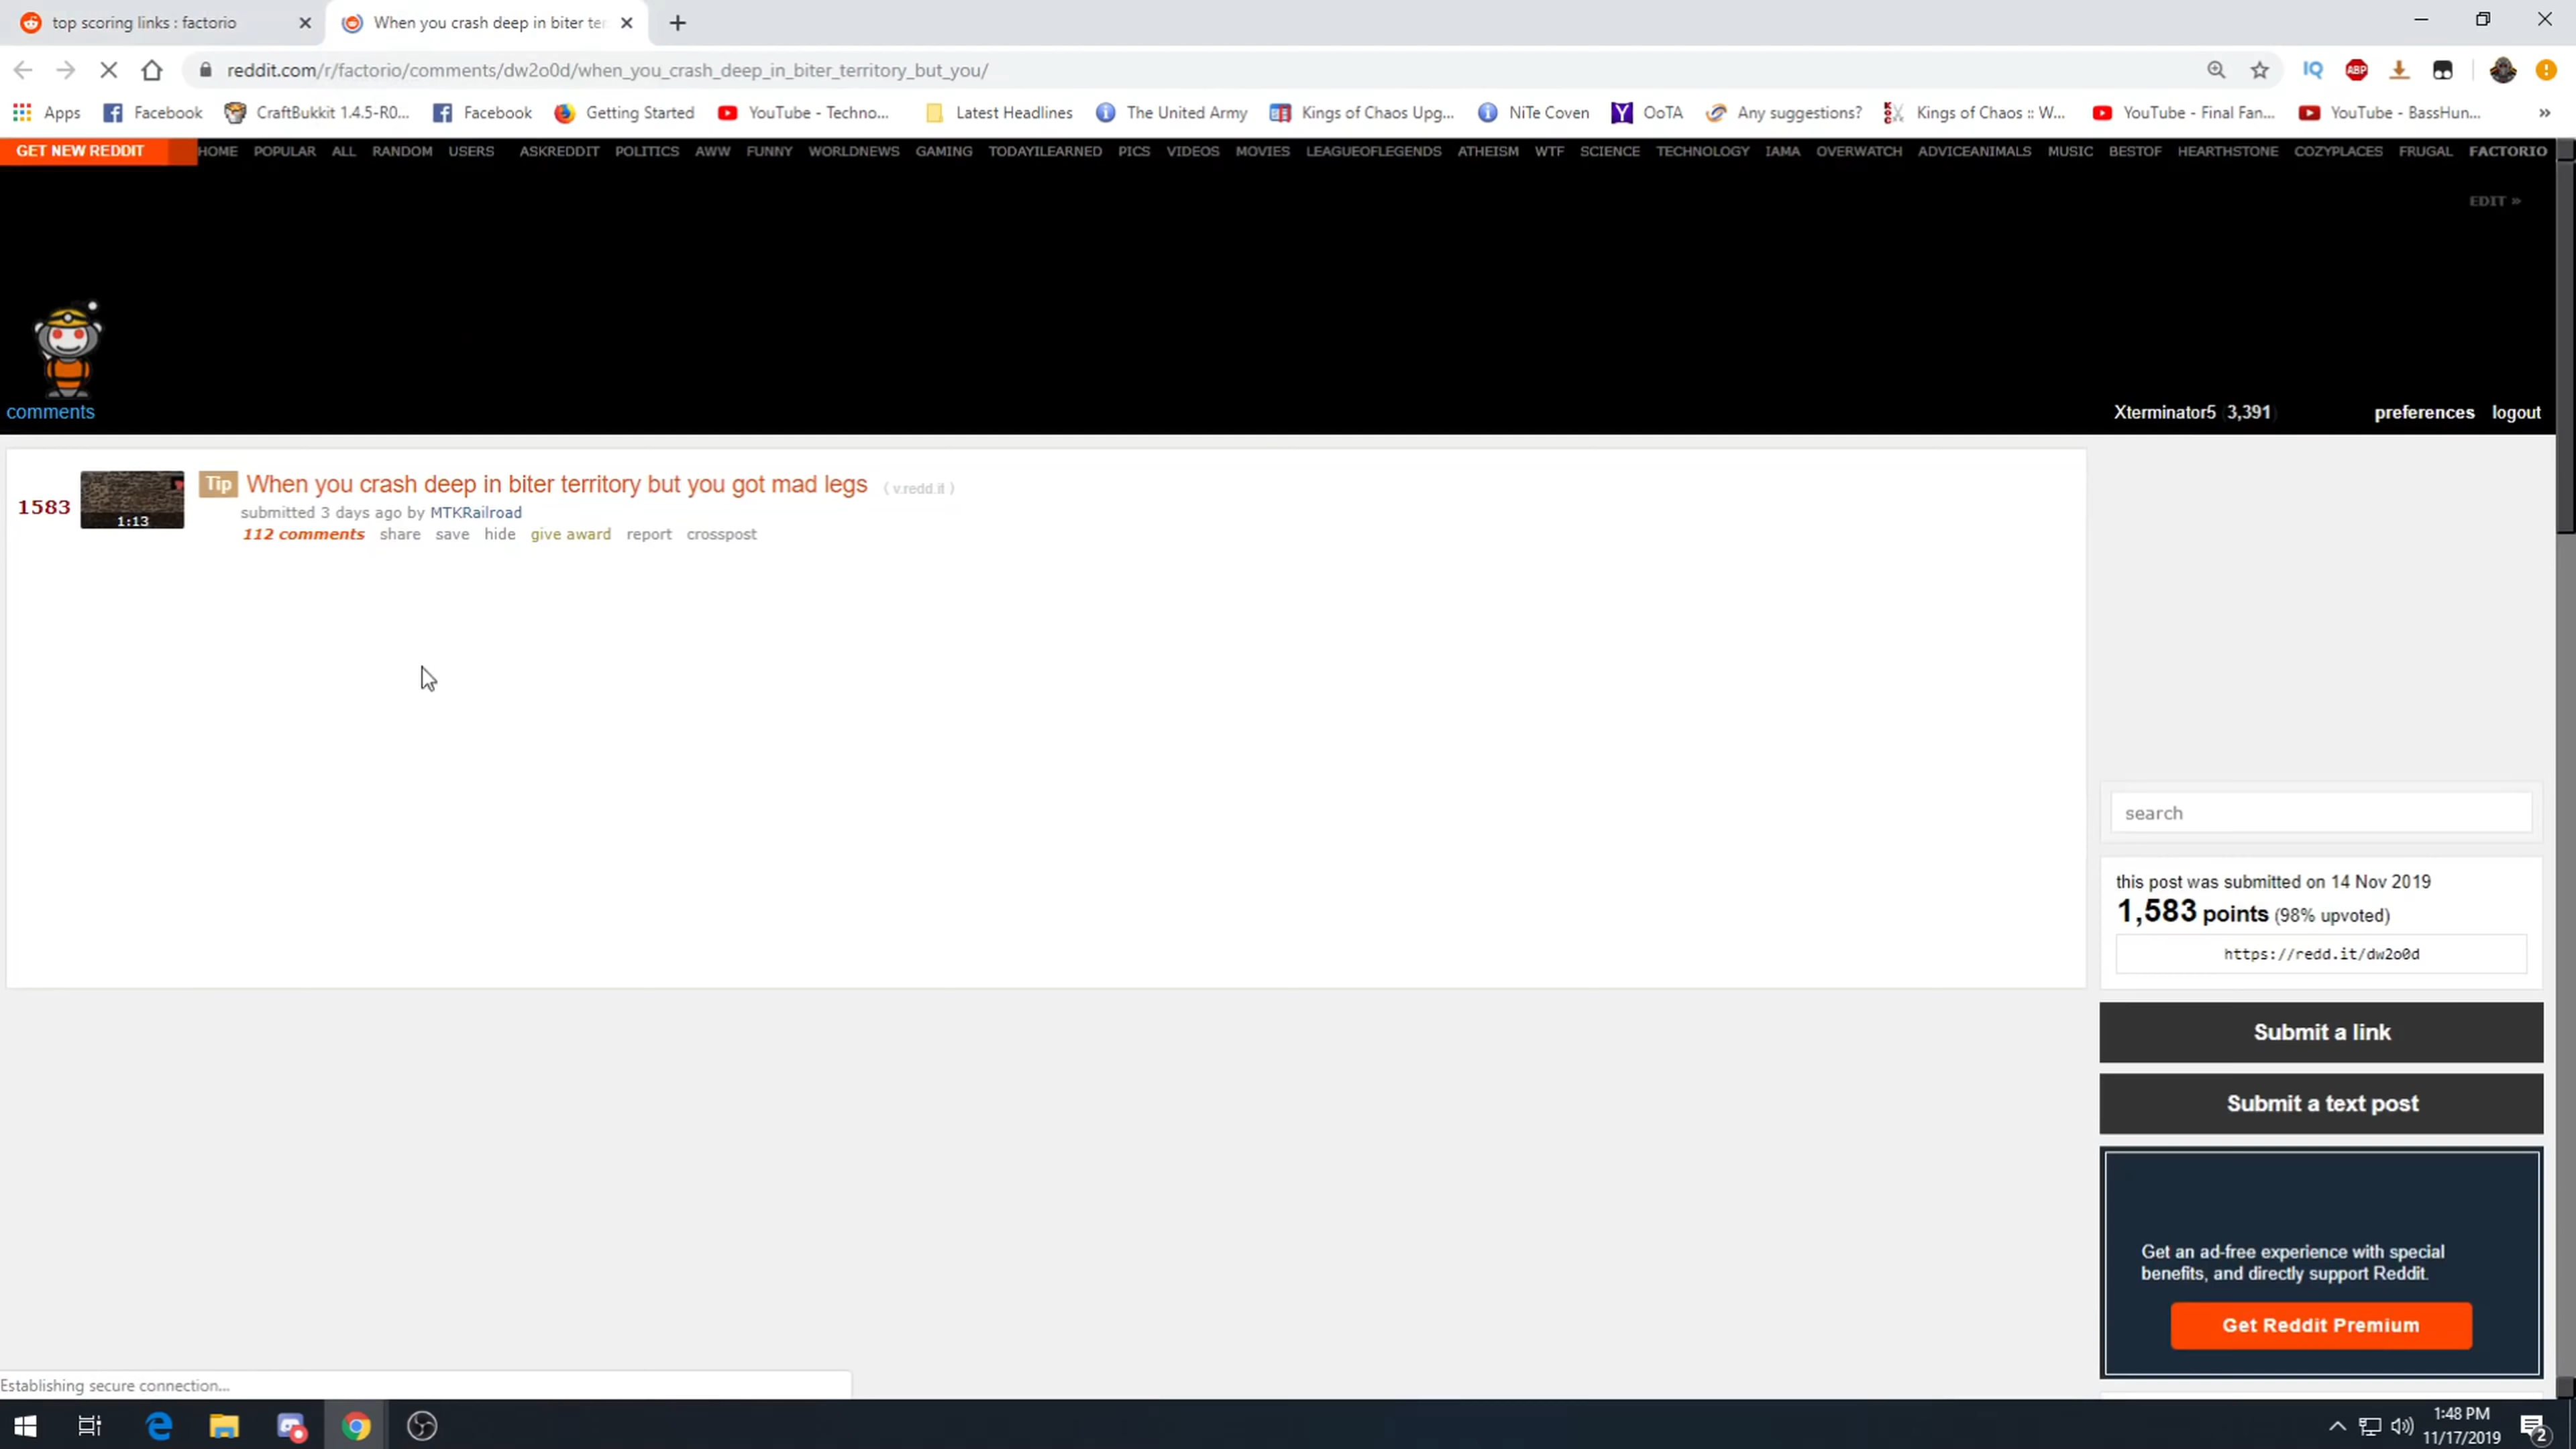 top scoring links : factorio
When you crash deep in biter ter
reddit.com/r/factorio/comments/dw2o0d/when_you_crash_deep_in_biter_territory_but_you/
IQ ABP
Apps Facebook CraftBukkit 1.4.5-R0... Facebook Getting Started YouTube - Techno... Latest Headlines The United Army Kings of Chaos Upg... NiTe Coven OoTA Any suggestions? Kings of Chaos :: W... YouTube - Final Fan... YouTube - BassHun... »
GET NEW REDDIT HOME POPULAR ALL RANDOM USERS ASKREDDIT POLITICS AWW FUNNY WORLDNEWS GAMING TODAYILEARNED PICS VIDEOS MOVIES LEAGUEOFLEGENDS ATHEISM WTF SCIENCE TECHNOLOGY IAMA OVERWATCH ADVICEANIMALS MUSIC BESTOF HEARTHSTONE COZYPLACES FRUGAL FACTORIO
EDIT »
comments
Xterminator5 3,391 preferences logout
1583
1:13
Tip When you crash deep in biter territory but you got mad legs ( v.redd.it )
submitted 3 days ago by MTKRailroad
112 comments share save hide give award report crosspost
search
this post was submitted on 14 Nov 2019
1,583 points (98% upvoted)
https://redd.it/dw2o0d
Submit a link
Submit a text post
Get an ad-free experience with special
benefits, and directly support Reddit.
Get Reddit Premium
Establishing secure connection...
1:48 PM
11/17/2019
2